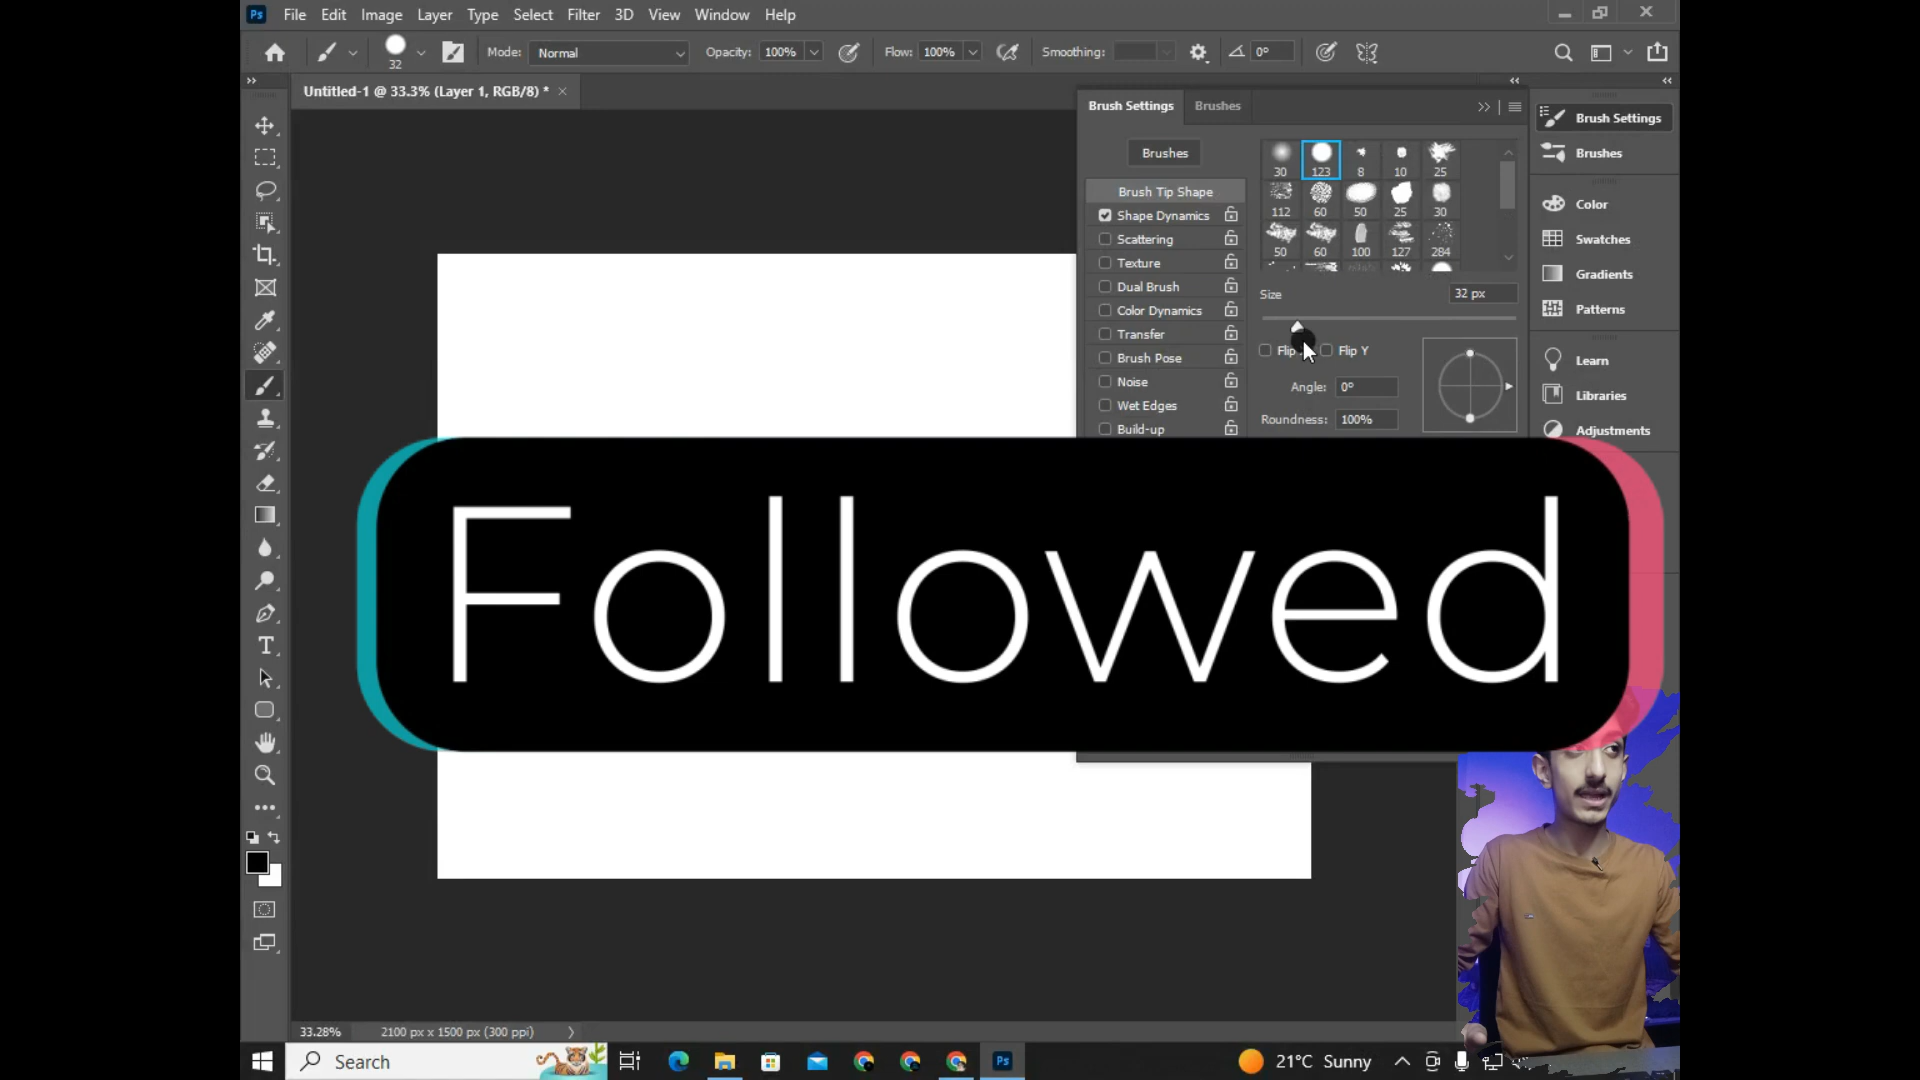 Ps File Edit Image Layer Type Select Filter 3D View Window Help
32 Mode: Normal Opacity: 100% Flow: 100% Smoothing: 0°
Untitled-1 @ 33.3% (Layer 1, RGB/8) * ×
Brush Settings Brushes
Brushes
30 123 8 10 25
112 60 50 25 30
50 60 100 127 284
Brush Tip Shape
Shape Dynamics
Scattering
Texture
Dual Brush
Color Dynamics
Transfer
Brush Pose
Noise
Wet Edges
Build-up
Size 32 px
Flip Flip Y
Angle: 0°
Roundness: 100%
Brush Settings
Brushes
Color
Swatches
Gradients
Patterns
Learn
Libraries
Adjustments
Followed
33.28% 2100 px x 1500 px (300 ppi)
Search Ps 21°C Sunny